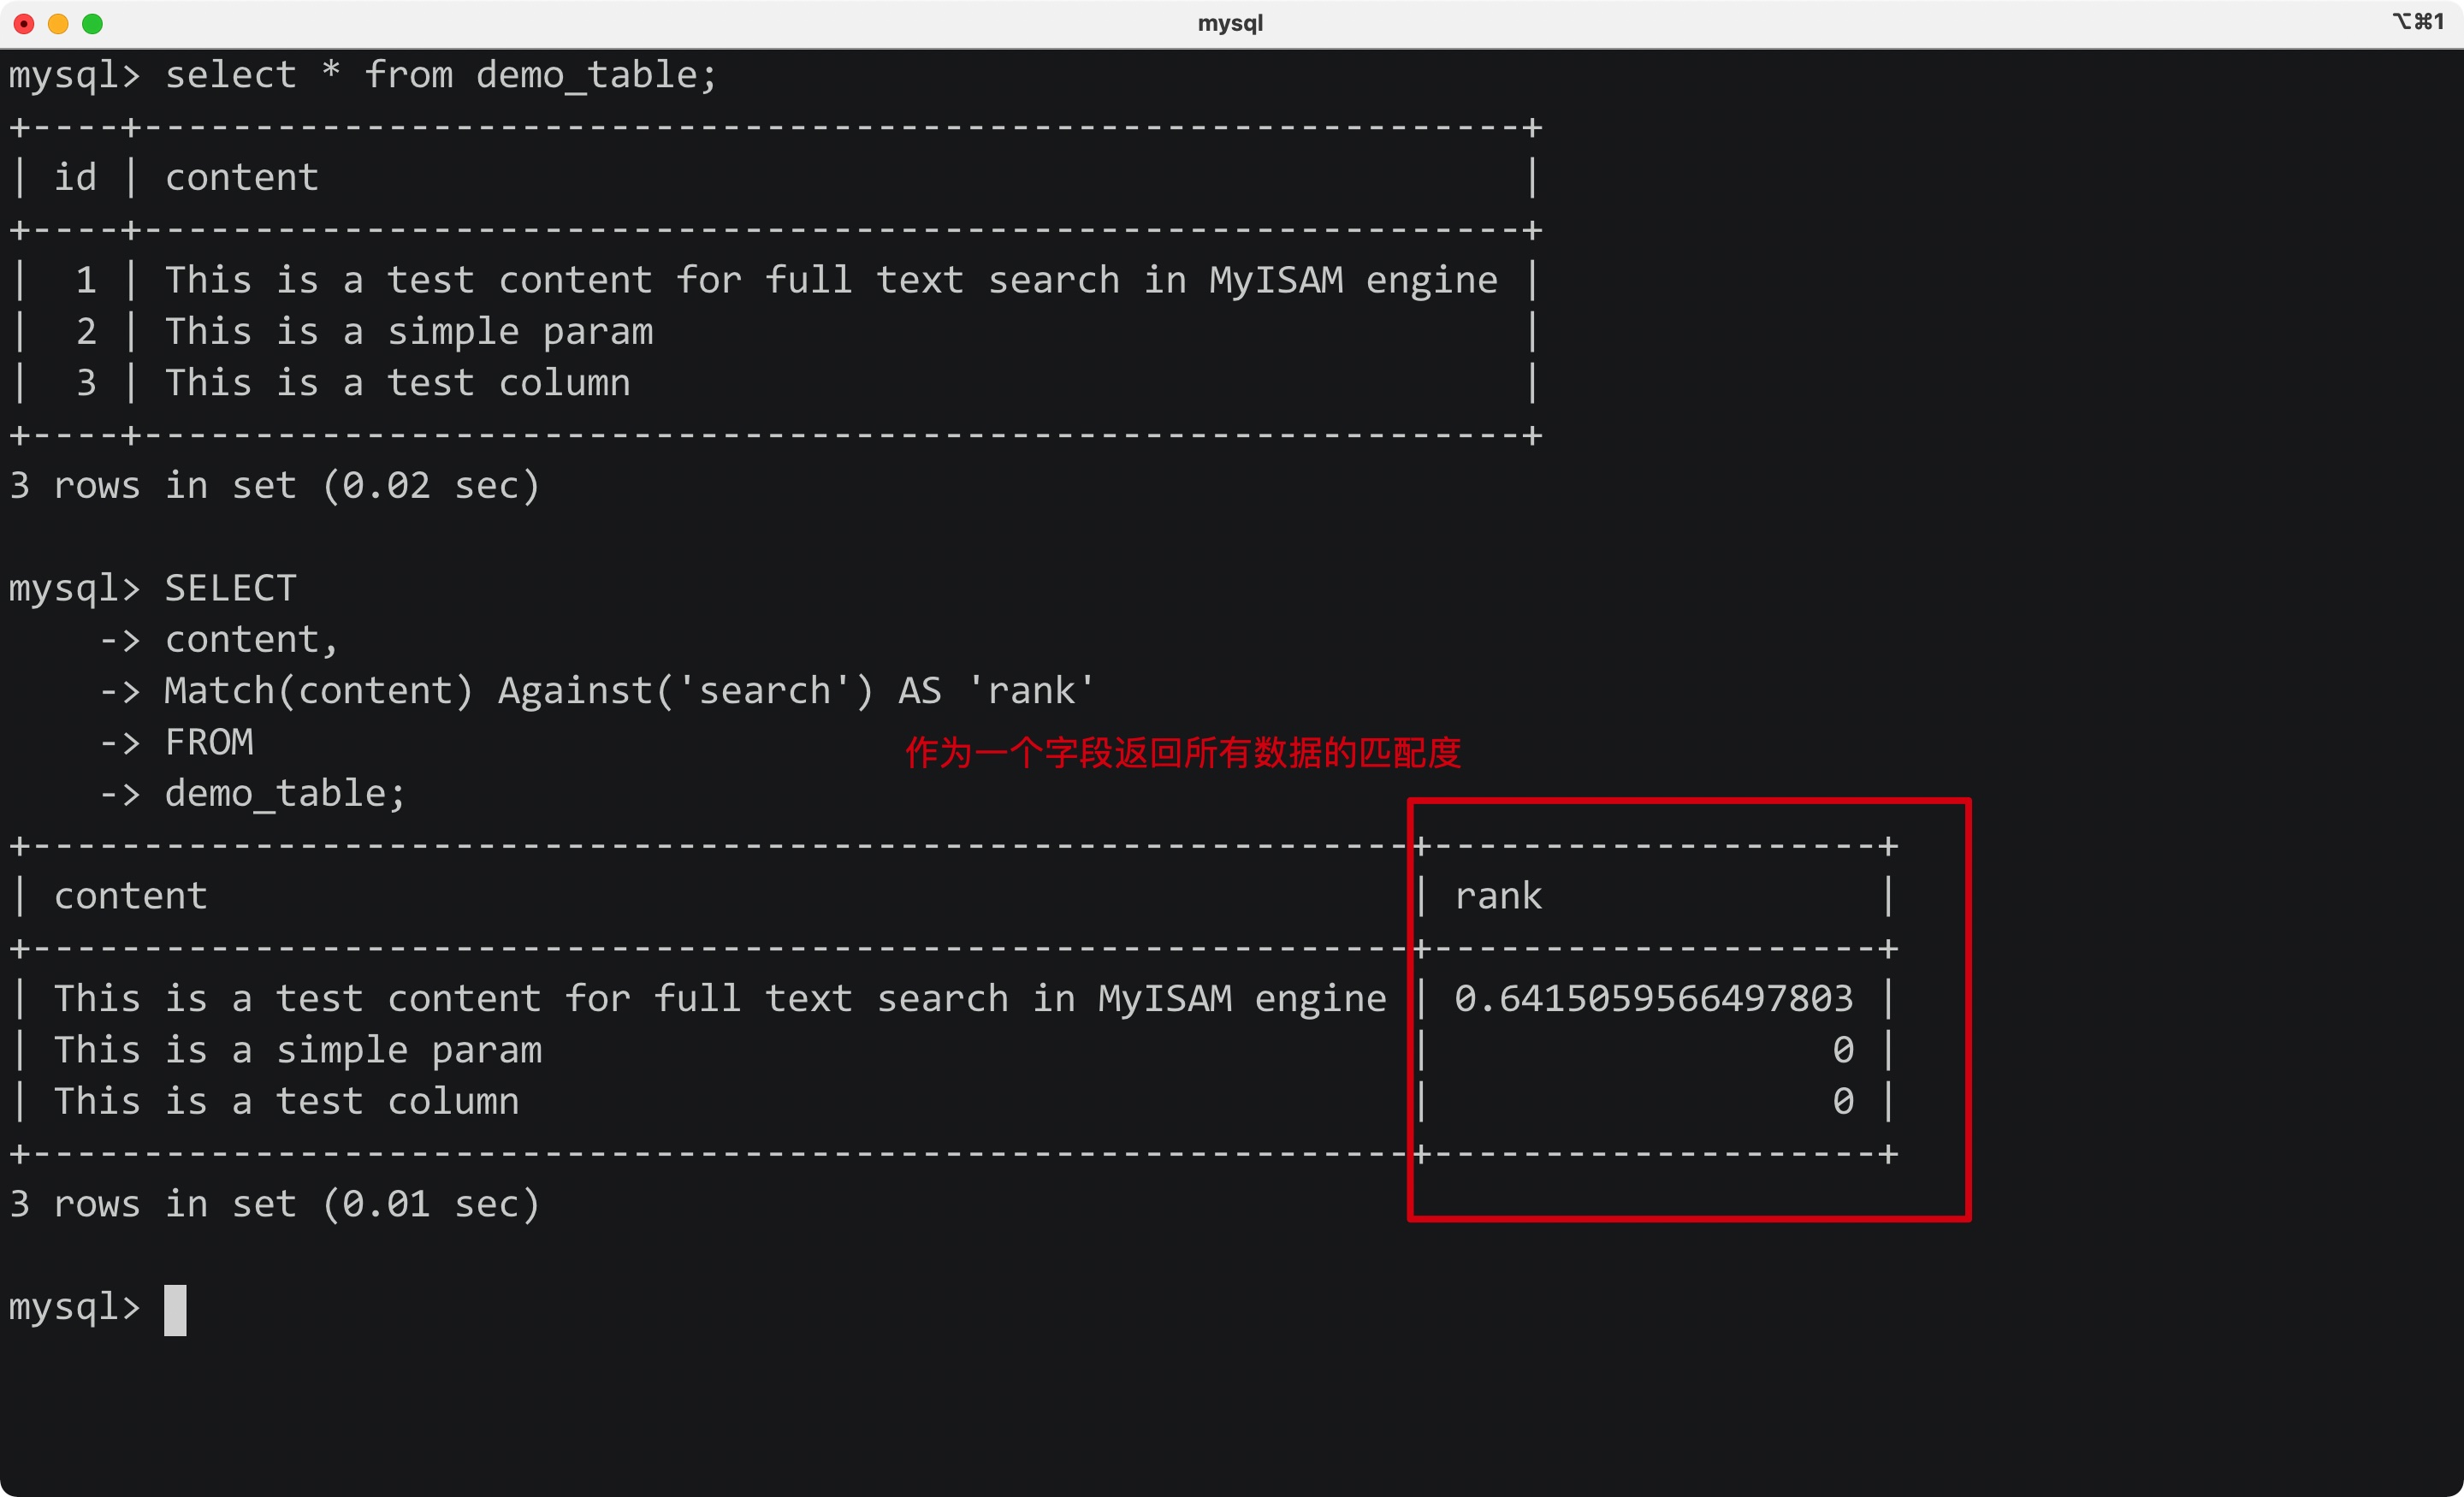 mysql
⌥⌘1
mysql> select * from demo_table;
+----+--------------------------------------------------------------+
| id | content                                                      |
+----+--------------------------------------------------------------+
|  1 | This is a test content for full text search in MyISAM engine |
|  2 | This is a simple param                                       |
|  3 | This is a test column                                        |
+----+--------------------------------------------------------------+
3 rows in set (0.02 sec)
mysql> SELECT
    -> content,
    -> Match(content) Against('search') AS 'rank'
    -> FROM
作为一个字段返回所有数据的匹配度
    -> demo_table;
+--------------------------------------------------------------+--------------------+
| content                                                      | rank               |
+--------------------------------------------------------------+--------------------+
| This is a test content for full text search in MyISAM engine | 0.6415059566497803 |
| This is a simple param                                       |                  0 |
| This is a test column                                        |                  0 |
+--------------------------------------------------------------+--------------------+
3 rows in set (0.01 sec)
mysql>